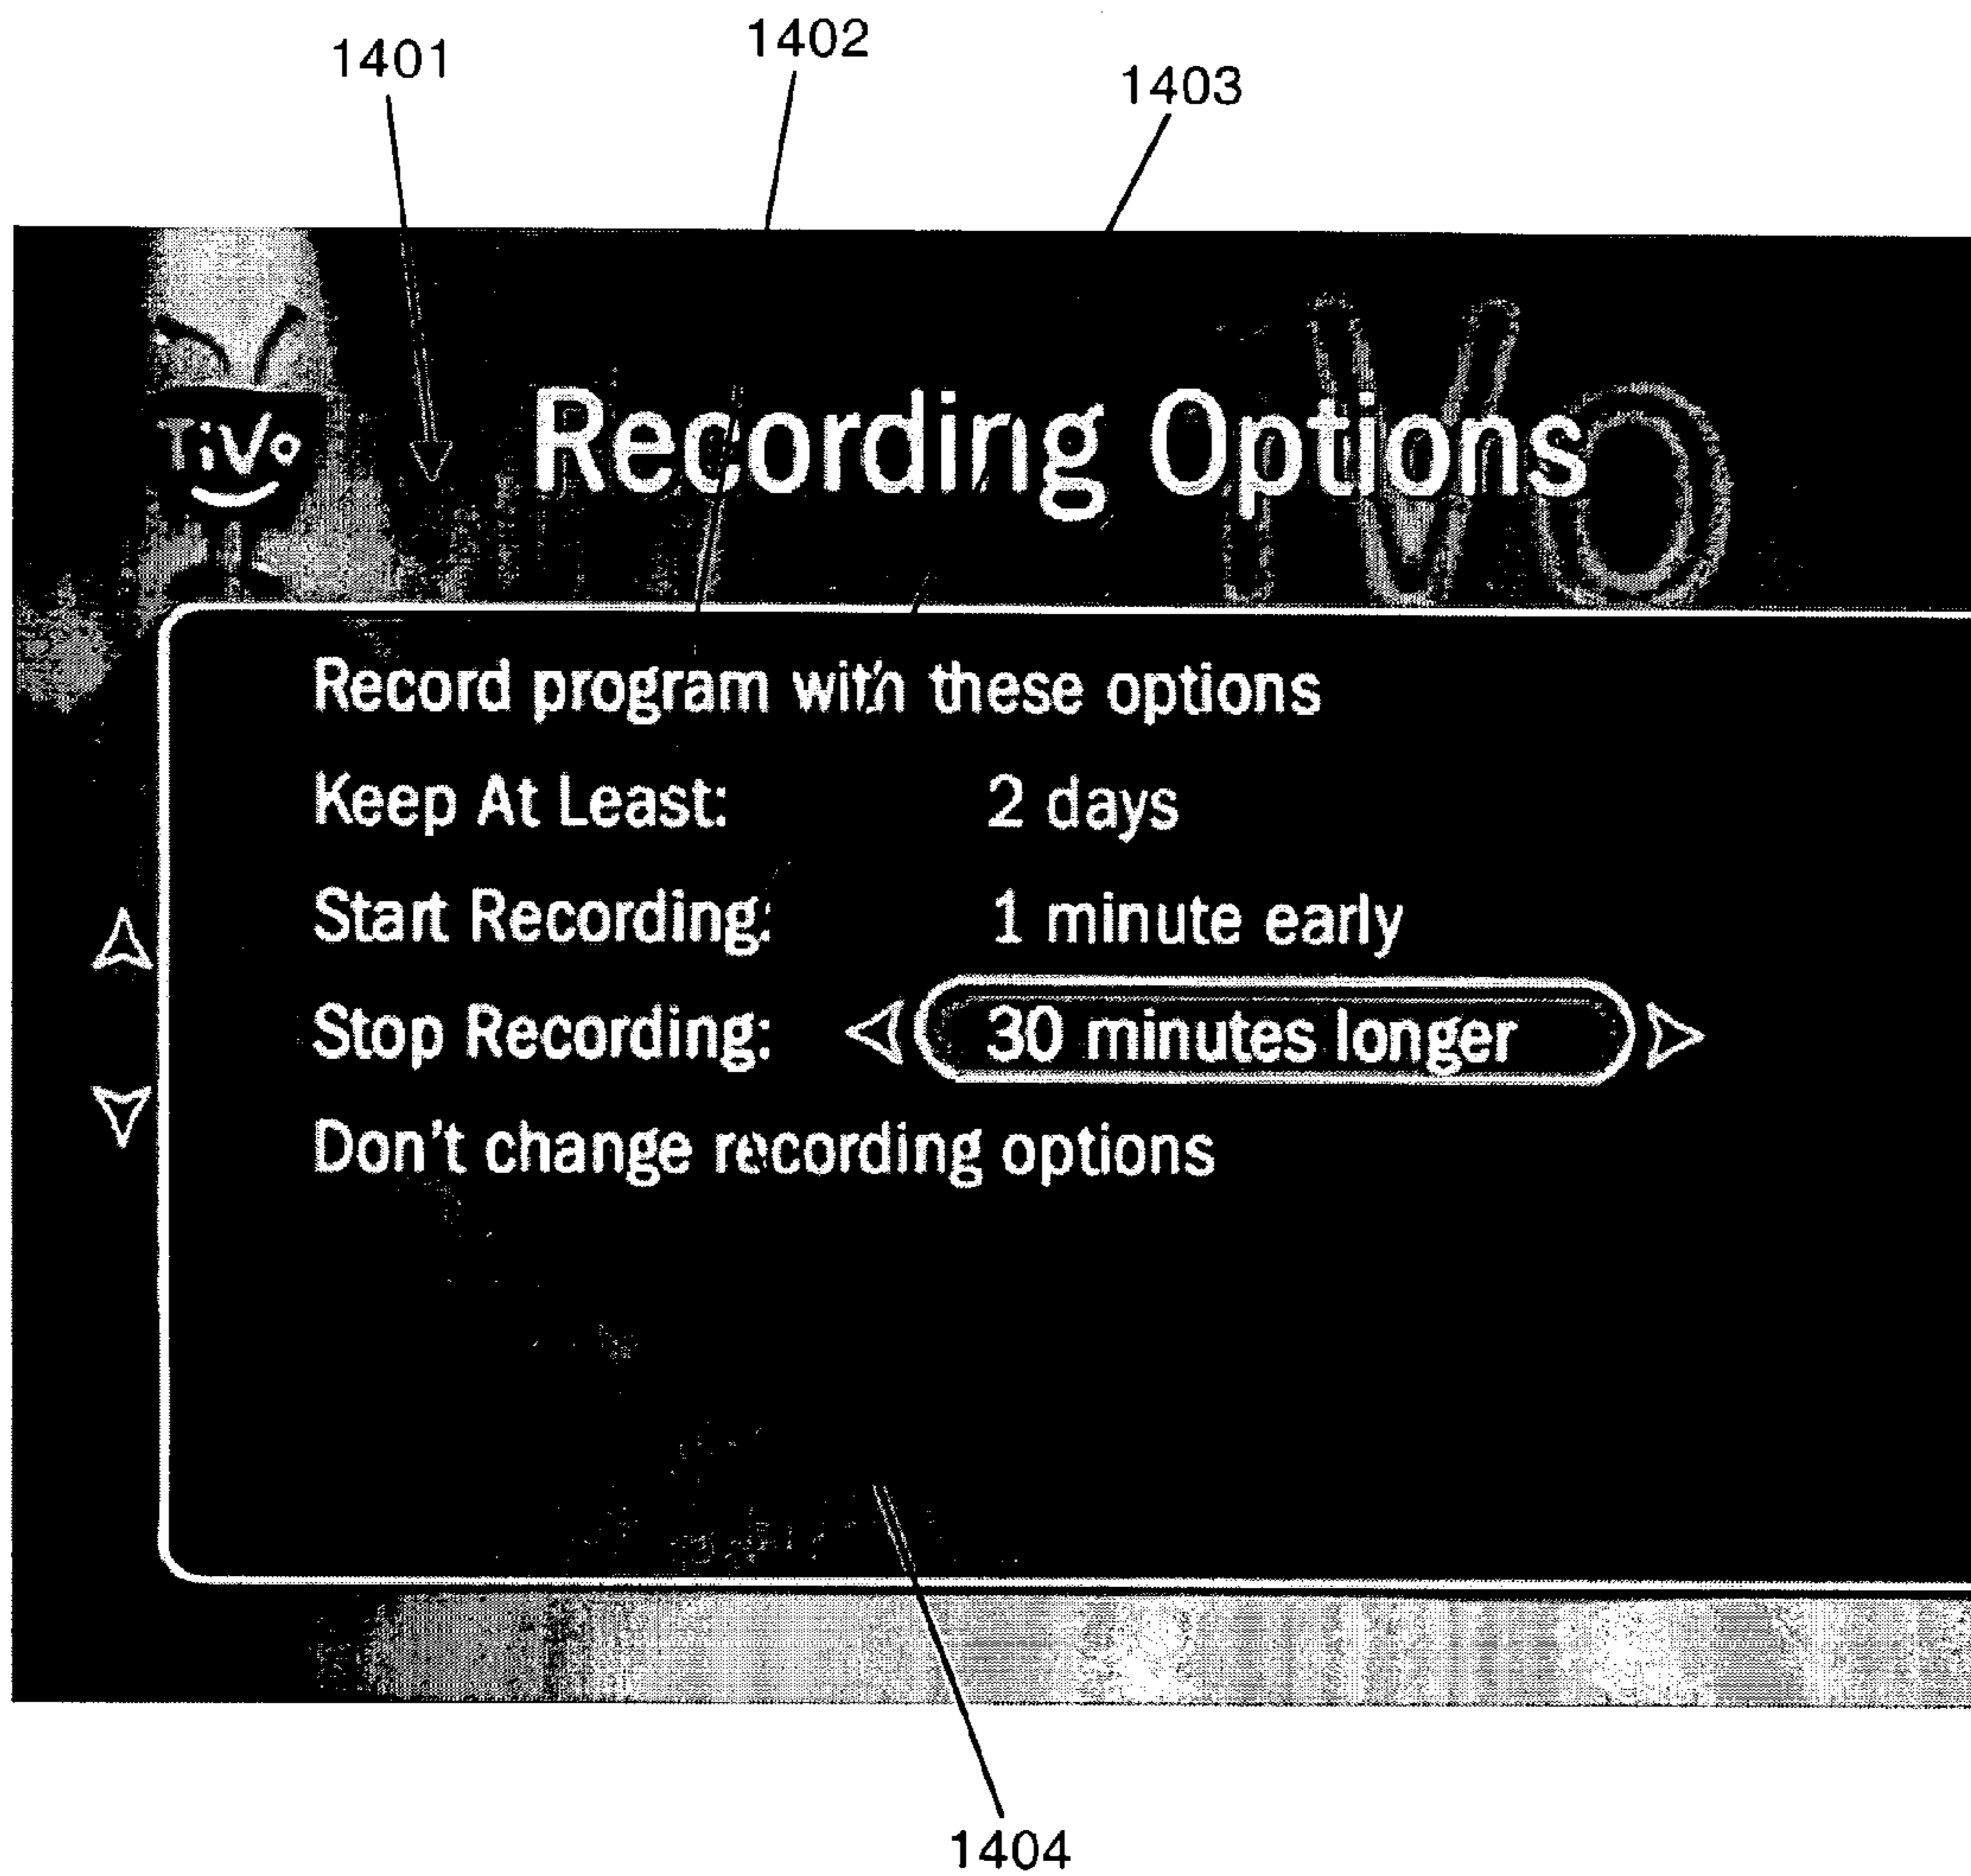 1401
1402
1403
TiVo
Recording Options
iVo
Record program with these options
Keep At Least: 2 days
Start Recording: 1 minute early
Stop Recording: 30 minutes longer
Don't change recording options
1404